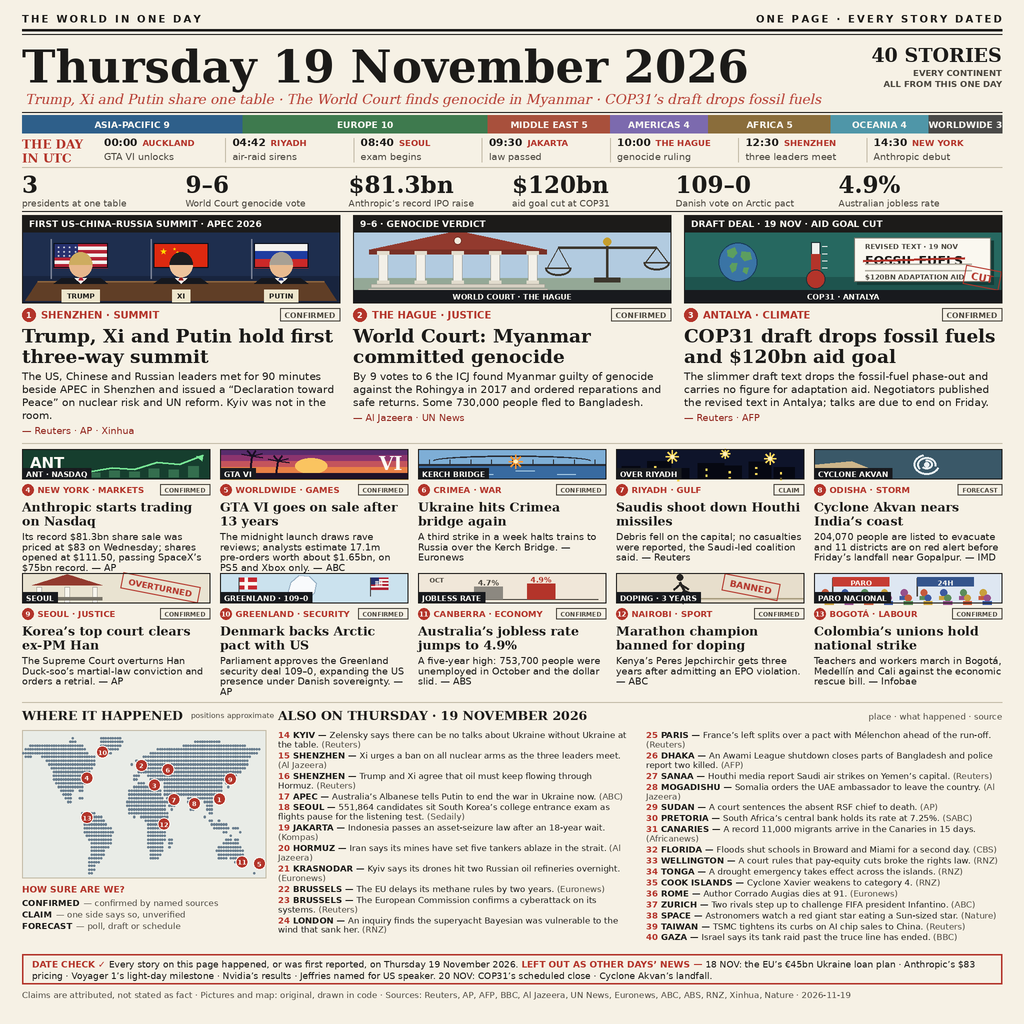 THE WORLD IN ONE DAY
ONE PAGE · EVERY STORY DATED
Thursday 19 November 2026
40 STORIES
EVERY CONTINENT
ALL FROM THIS ONE DAY
Trump, Xi and Putin share one table · The World Court finds genocide in Myanmar · COP31’s draft drops fossil fuels
ASIA-PACIFIC 9
EUROPE 10
MIDDLE EAST 5
AMERICAS 4
AFRICA 5
OCEANIA 4
WORLDWIDE 3
THE DAY
IN UTC
00:00 AUCKLAND
GTA VI unlocks
04:42 RIYADH
air-raid sirens
08:40 SEOUL
exam begins
09:30 JAKARTA
law passed
10:00 THE HAGUE
genocide ruling
12:30 SHENZHEN
three leaders meet
14:30 NEW YORK
Anthropic debut
3
presidents at one table
9–6
World Court genocide vote
$81.3bn
Anthropic’s record IPO raise
$120bn
aid goal cut at COP31
109–0
Danish vote on Arctic pact
4.9%
Australian jobless rate
FIRST US–CHINA–RUSSIA SUMMIT · APEC 2026
TRUMP
XI
PUTIN
1 SHENZHEN · SUMMIT
CONFIRMED
Trump, Xi and Putin hold first
three-way summit
The US, Chinese and Russian leaders met for 90 minutes
beside APEC in Shenzhen and issued a “Declaration toward
Peace” on nuclear risk and UN reform. Kyiv was not in the
room.
— Reuters · AP · Xinhua
9–6 · GENOCIDE VERDICT
WORLD COURT · THE HAGUE
2 THE HAGUE · JUSTICE
CONFIRMED
World Court: Myanmar
committed genocide
By 9 votes to 6 the ICJ found Myanmar guilty of genocide
against the Rohingya in 2017 and ordered reparations and
safe returns. Some 730,000 people fled to Bangladesh.
— Al Jazeera · UN News
DRAFT DEAL · 19 NOV · AID GOAL CUT
REVISED TEXT · 19 NOV
FOSSIL FUELS
$120BN ADAPTATION AID
CUT
COP31 · ANTALYA
3 ANTALYA · CLIMATE
CONFIRMED
COP31 draft drops fossil fuels
and $120bn aid goal
The slimmer draft text drops the fossil-fuel phase-out and
carries no figure for adaptation aid. Negotiators published
the revised text in Antalya; talks are due to end on Friday.
— Reuters · AFP
ANT
ANT · NASDAQ
4 NEW YORK · MARKETS
CONFIRMED
Anthropic starts trading
on Nasdaq
Its record $81.3bn share sale was
priced at $83 on Wednesday; shares
opened at $111.50, passing SpaceX’s
$75bn record. — AP
VI
GTA VI
5 WORLDWIDE · GAMES
CONFIRMED
GTA VI goes on sale after
13 years
The midnight launch draws rave
reviews; analysts estimate 17.1m
pre-orders worth about $1.65bn, on
PS5 and Xbox only. — ABC
KERCH BRIDGE
6 CRIMEA · WAR
CONFIRMED
Ukraine hits Crimea
bridge again
A third strike in a week halts trains to
Russia over the Kerch Bridge. —
Euronews
OVER RIYADH
7 RIYADH · GULF
CLAIM
Saudis shoot down Houthi
missiles
Debris fell on the capital; no casualties
were reported, the Saudi-led coalition
said. — Reuters
CYCLONE AKVAN
8 ODISHA · STORM
FORECAST
Cyclone Akvan nears
India’s coast
204,070 people are listed to evacuate
and 11 districts are on red alert before
Friday’s landfall near Gopalpur. — IMD
OVERTURNED
SEOUL
9 SEOUL · JUSTICE
CONFIRMED
Korea’s top court clears
ex-PM Han
The Supreme Court overturns Han
Duck-soo’s martial-law conviction and
orders a retrial. — AP
GREENLAND · 109–0
10 GREENLAND · SECURITY
CONFIRMED
Denmark backs Arctic
pact with US
Parliament approves the Greenland
security deal 109–0, expanding the US
presence under Danish sovereignty. —
AP
OCT
4.7%
4.9%
JOBLESS RATE
11 CANBERRA · ECONOMY
CONFIRMED
Australia’s jobless rate
jumps to 4.9%
A five-year high: 753,700 people were
unemployed in October and the dollar
slid. — ABS
BANNED
DOPING · 3 YEARS
12 NAIROBI · SPORT
CONFIRMED
Marathon champion
banned for doping
Kenya’s Peres Jepchirchir gets three
years after admitting an EPO violation.
— ABC
PARO
24H
PARO NACIONAL
13 BOGOTÁ · LABOUR
CONFIRMED
Colombia’s unions hold
national strike
Teachers and workers march in Bogotá,
Medellín and Cali against the economic
rescue bill. — Infobae
WHERE IT HAPPENED positions approximate
10
2
6
4
3
9
7
8
1
13
12
11
5
HOW SURE ARE WE?
CONFIRMED — confirmed by named sources
CLAIM — one side says so, unverified
FORECAST — poll, draft or schedule
ALSO ON THURSDAY · 19 NOVEMBER 2026
place · what happened · source
14 KYIV — Zelensky says there can be no talks about Ukraine without Ukraine at
the table. (Reuters)
15 SHENZHEN — Xi urges a ban on all nuclear arms as the three leaders meet.
(Al Jazeera)
16 SHENZHEN — Trump and Xi agree that oil must keep flowing through
Hormuz. (Reuters)
17 APEC — Australia’s Albanese tells Putin to end the war in Ukraine now. (ABC)
18 SEOUL — 551,864 candidates sit South Korea’s college entrance exam as
flights pause for the listening test. (Sedaily)
19 JAKARTA — Indonesia passes an asset-seizure law after an 18-year wait.
(Kompas)
20 HORMUZ — Iran says its mines have set five tankers ablaze in the strait. (Al
Jazeera)
21 KRASNODAR — Kyiv says its drones hit two Russian oil refineries overnight.
(Euronews)
22 BRUSSELS — The EU delays its methane rules by two years. (Euronews)
23 BRUSSELS — The European Commission confirms a cyberattack on its
systems. (Reuters)
24 LONDON — An inquiry finds the superyacht Bayesian was vulnerable to the
wind that sank her. (RNZ)
25 PARIS — France’s left splits over a pact with Mélenchon ahead of the run-off.
(Reuters)
26 DHAKA — An Awami League shutdown closes parts of Bangladesh and police
report two killed. (AFP)
27 SANAA — Houthi media report Saudi air strikes on Yemen’s capital. (Reuters)
28 MOGADISHU — Somalia orders the UAE ambassador to leave the country. (Al
Jazeera)
29 SUDAN — A court sentences the absent RSF chief to death. (AP)
30 PRETORIA — South Africa’s central bank holds its rate at 7.25%. (SABC)
31 CANARIES — A record 11,000 migrants arrive in the Canaries in 15 days.
(Africanews)
32 FLORIDA — Floods shut schools in Broward and Miami for a second day. (CBS)
33 WELLINGTON — A court rules that pay-equity cuts broke the rights law. (RNZ)
34 TONGA — A drought emergency takes effect across the islands. (RNZ)
35 COOK ISLANDS — Cyclone Xavier weakens to category 4. (RNZ)
36 ROME — Author Corrado Augias dies at 91. (Euronews)
37 ZURICH — Two rivals step up to challenge FIFA president Infantino. (ABC)
38 SPACE — Astronomers watch a red giant star eating a Sun-sized star. (Nature)
39 TAIWAN — TSMC tightens its curbs on AI chip sales to China. (Reuters)
40 GAZA — Israel says its tank raid past the truce line has ended. (BBC)
DATE CHECK ✓ Every story on this page happened, or was first reported, on Thursday 19 November 2026. LEFT OUT AS OTHER DAYS’ NEWS — 18 NOV: the EU’s €45bn Ukraine loan plan · Anthropic’s $83
pricing · Voyager 1’s light-day milestone · Nvidia’s results · Jeffries named for US speaker. 20 NOV: COP31’s scheduled close · Cyclone Akvan’s landfall.
Claims are attributed, not stated as fact · Pictures and map: original, drawn in code · Sources: Reuters, AP, AFP, BBC, Al Jazeera, UN News, Euronews, ABC, ABS, RNZ, Xinhua, Nature · 2026-11-19